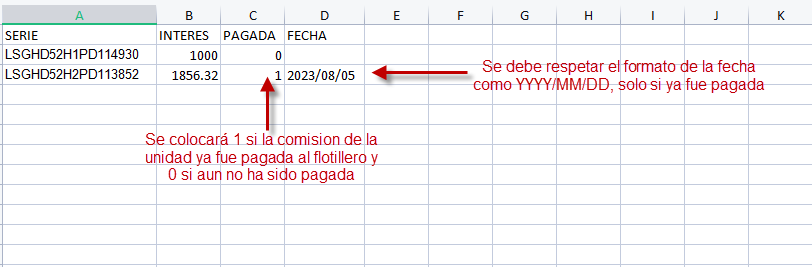 A B C D E F G H I J K
SERIE INTERES PAGADA FECHA
LSGHD52H1PD114930 1000 0
LSGHD52H2PD113852 1856.32 1 2023/08/05
Se debe respetar el formato de la fecha
como YYYY/MM/DD, solo si ya fue pagada
Se colocará 1 si la comision de la
unidad ya fue pagada al flotillero y
0 si aun no ha sido pagada